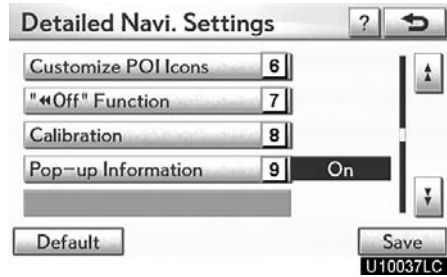 Detailed Navi. Settings ?
Customize POI Icons 6
"◀◀Off" Function 7
Calibration 8
Pop-up Information 9 On
Default Save
U10037LC